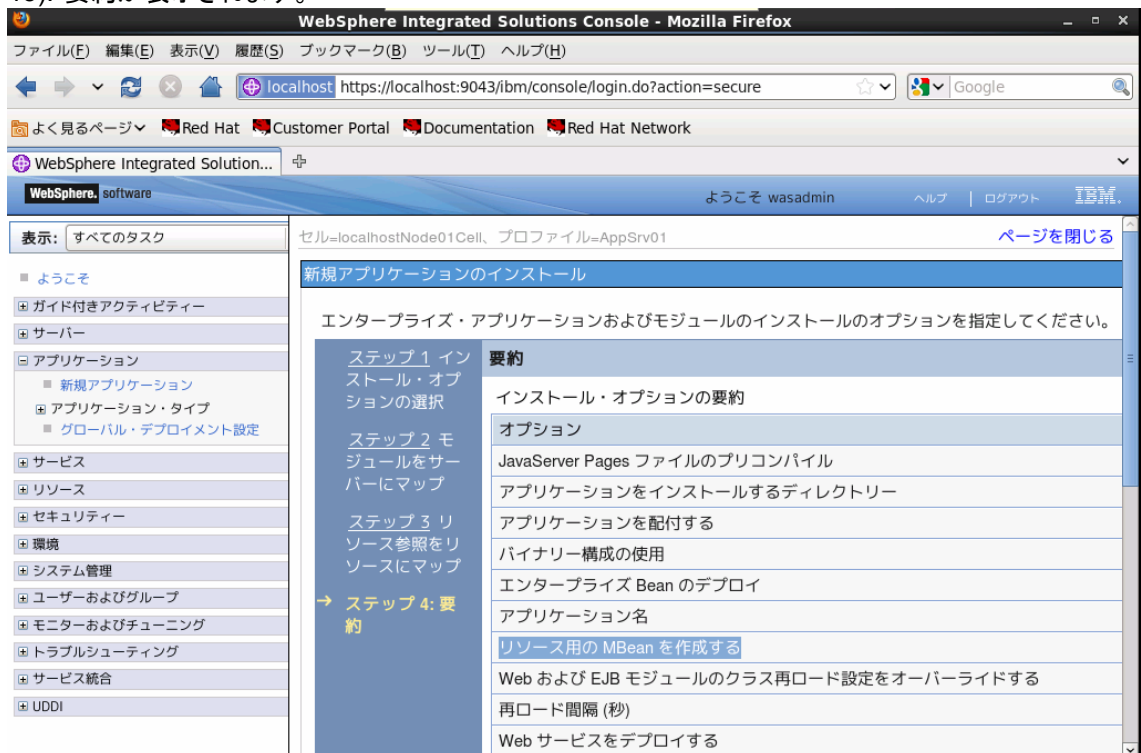 WebSphere Integrated Solutions Console - Mozilla Firefox
ファイル(F) 編集(E) 表示(V) 履歴(S) ブックマーク(B) ツール(T) ヘルプ(H)
localhost https://localhost:9043/ibm/console/login.do?action=secure
Google
よく見るページ Red Hat Customer Portal Documentation Red Hat Network
WebSphere Integrated Solution...
WebSphere. software ようこそ wasadmin ヘルプ | ログアウト IBM.
表示: すべてのタスク
ようこそ
ガイド付きアクティビティー
サーバー
アプリケーション
新規アプリケーション
アプリケーション・タイプ
グローバル・デプロイメント設定
サービス
リソース
セキュリティー
環境
システム管理
ユーザーおよびグループ
モニターおよびチューニング
トラブルシューティング
サービス統合
UDDI
セル=localhostNode01Cell、プロファイル=AppSrv01 ページを閉じる
新規アプリケーションのインストール
エンタープライズ・アプリケーションおよびモジュールのインストールのオプションを指定してください。
ステップ 1 イン
ストール・オプ
ションの選択
ステップ 2 モ
ジュールをサー
バーにマップ
ステップ 3 リ
ソース参照をリ
ソースにマップ
ステップ 4: 要
約
要約
インストール・オプションの要約
オプション
JavaServer Pages ファイルのプリコンパイル
アプリケーションをインストールするディレクトリー
アプリケーションを配付する
バイナリー構成の使用
エンタープライズ Bean のデプロイ
アプリケーション名
リソース用の MBean を作成する
Web および EJB モジュールのクラス再ロード設定をオーバーライドする
再ロード間隔 (秒)
Web サービスをデプロイする